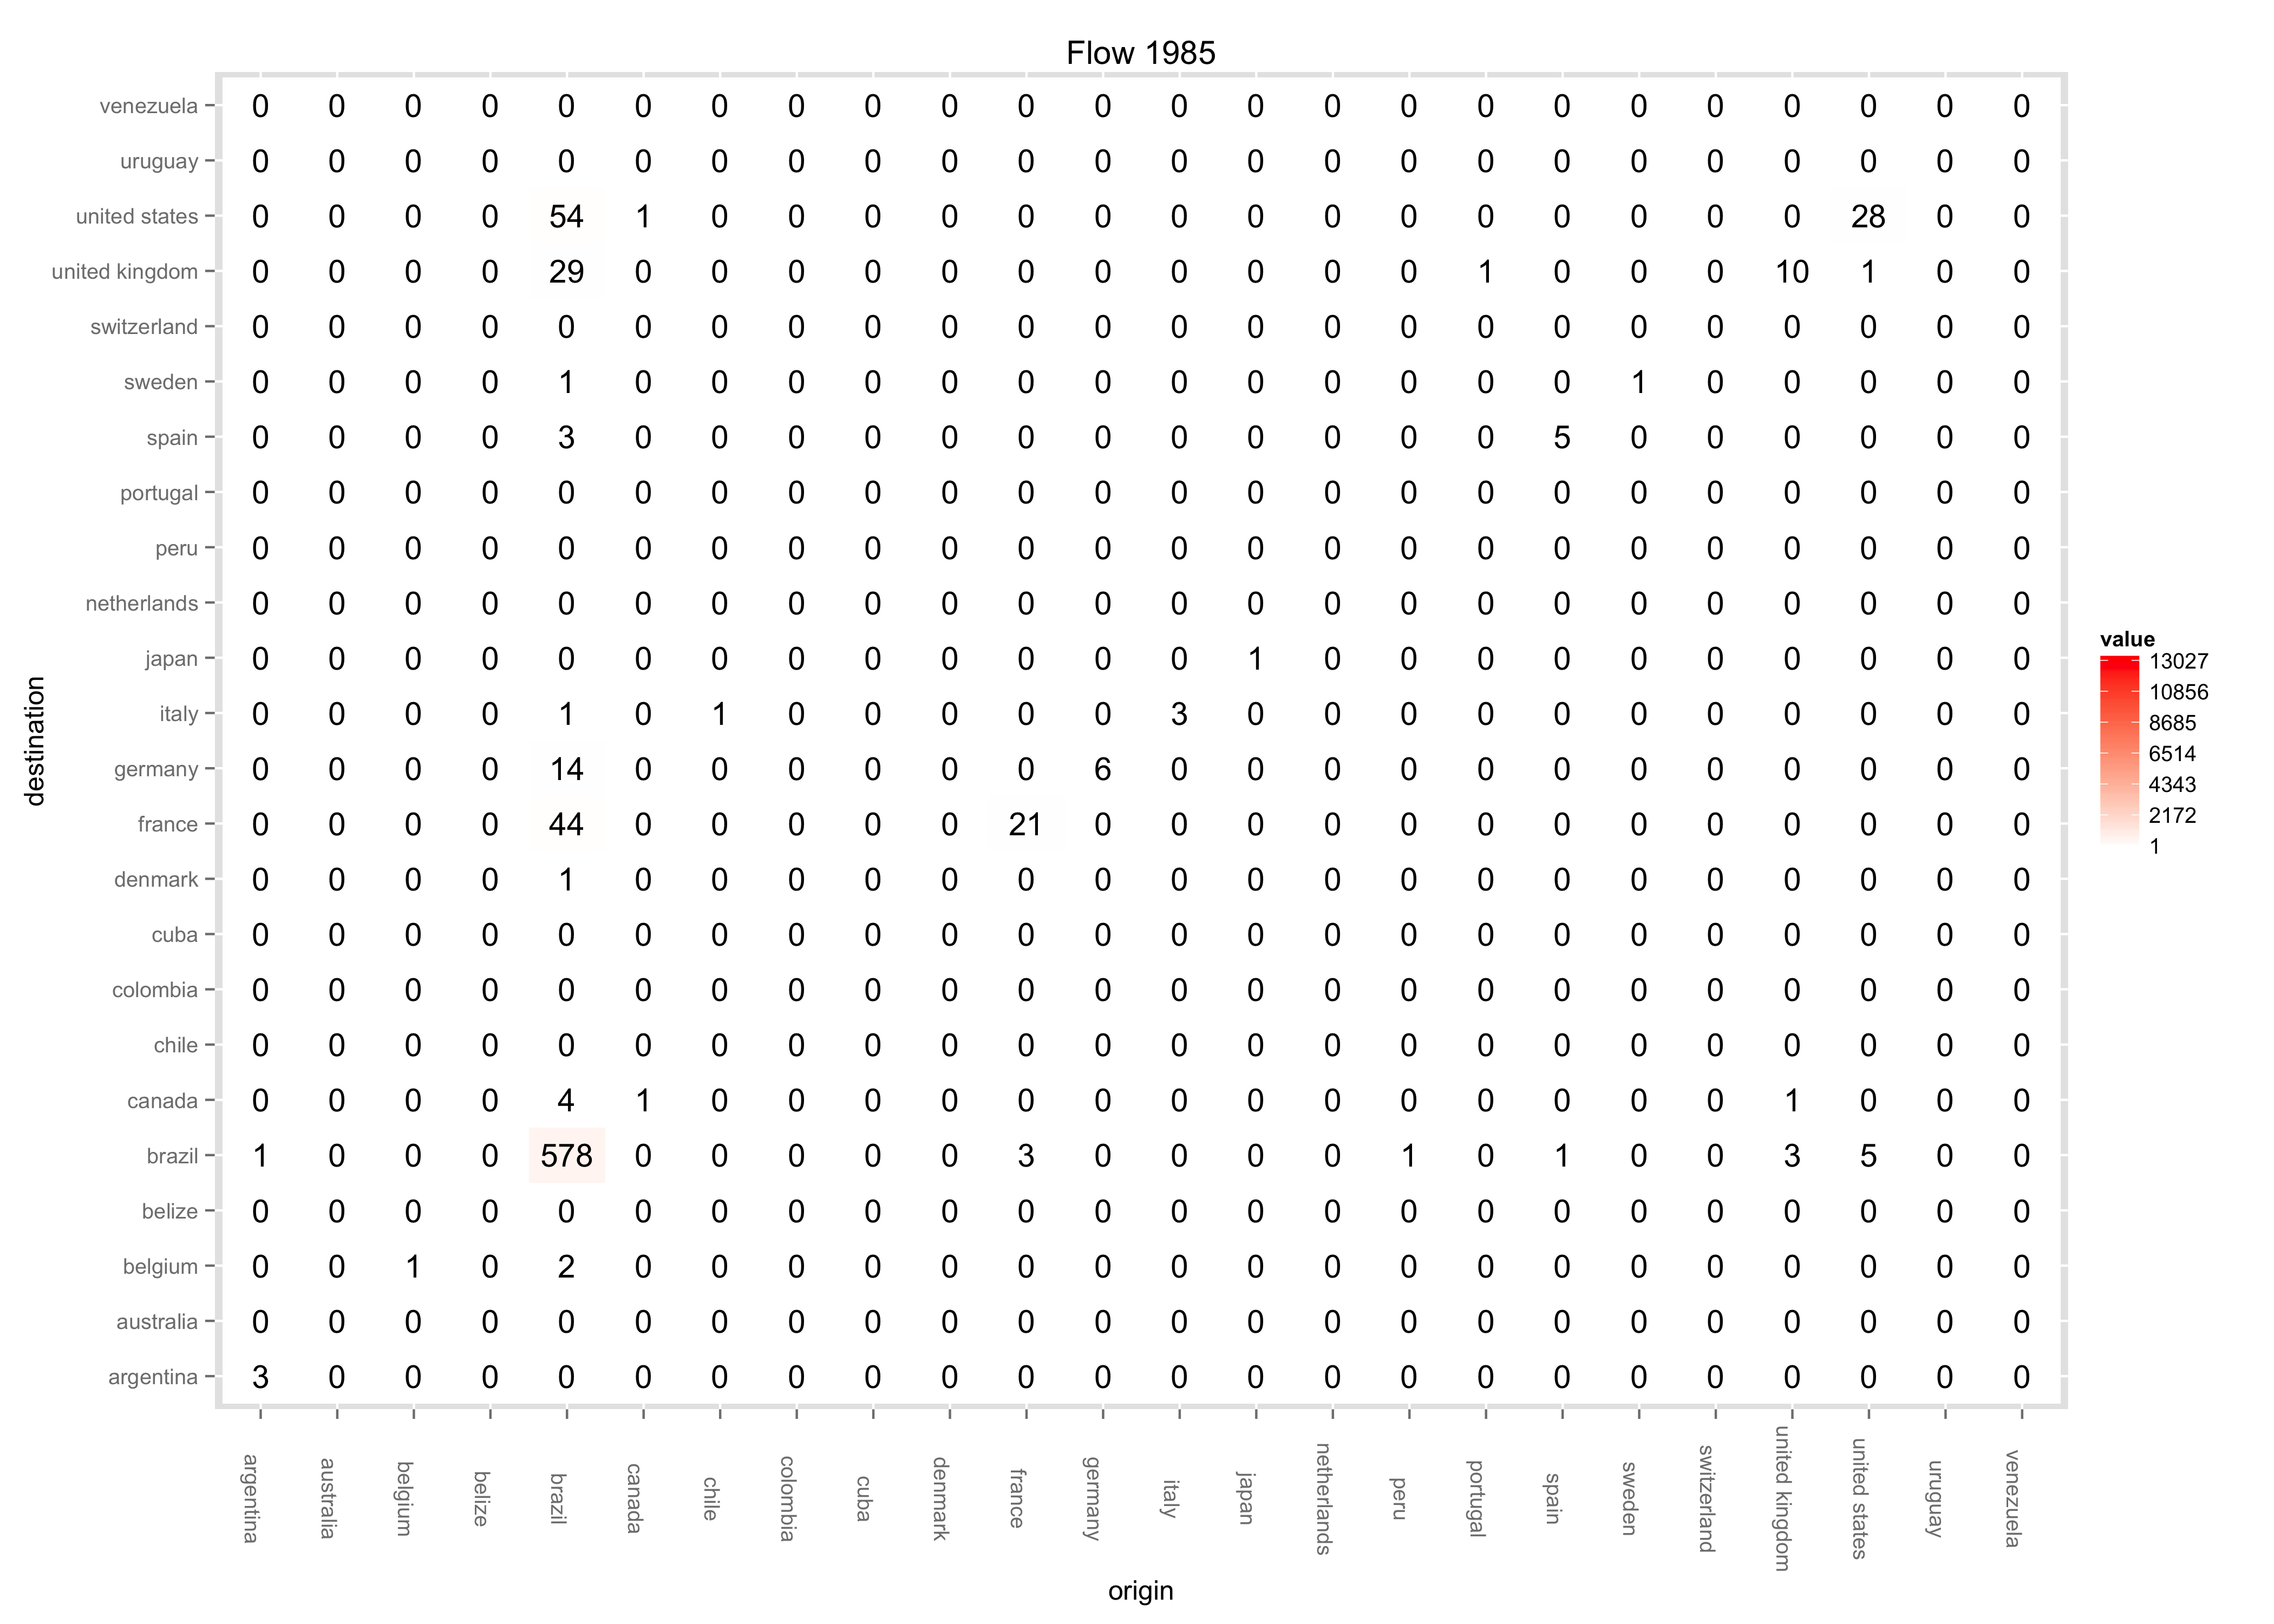 Flow 1985
venezuela 0 0 0 0 0 0 0 0 0 0 0 0 0 0 0 0 0 0 0 0 0 0 0 0
uruguay 0 0 0 0 0 0 0 0 0 0 0 0 0 0 0 0 0 0 0 0 0 0 0 0
united states 0 0 0 0 54 1 0 0 0 0 0 0 0 0 0 0 0 0 0 0 0 28 0 0
united kingdom 0 0 0 0 29 0 0 0 0 0 0 0 0 0 0 0 1 0 0 0 10 1 0 0
switzerland 0 0 0 0 0 0 0 0 0 0 0 0 0 0 0 0 0 0 0 0 0 0 0 0
sweden 0 0 0 0 1 0 0 0 0 0 0 0 0 0 0 0 0 0 1 0 0 0 0 0
spain 0 0 0 0 3 0 0 0 0 0 0 0 0 0 0 0 0 5 0 0 0 0 0 0
portugal 0 0 0 0 0 0 0 0 0 0 0 0 0 0 0 0 0 0 0 0 0 0 0 0
peru 0 0 0 0 0 0 0 0 0 0 0 0 0 0 0 0 0 0 0 0 0 0 0 0
netherlands 0 0 0 0 0 0 0 0 0 0 0 0 0 0 0 0 0 0 0 0 0 0 0 0
japan 0 0 0 0 0 0 0 0 0 0 0 0 0 1 0 0 0 0 0 0 0 0 0 0
italy 0 0 0 0 1 0 1 0 0 0 0 0 3 0 0 0 0 0 0 0 0 0 0 0
germany 0 0 0 0 14 0 0 0 0 0 0 6 0 0 0 0 0 0 0 0 0 0 0 0
france 0 0 0 0 44 0 0 0 0 0 21 0 0 0 0 0 0 0 0 0 0 0 0 0
denmark 0 0 0 0 1 0 0 0 0 0 0 0 0 0 0 0 0 0 0 0 0 0 0 0
cuba 0 0 0 0 0 0 0 0 0 0 0 0 0 0 0 0 0 0 0 0 0 0 0 0
colombia 0 0 0 0 0 0 0 0 0 0 0 0 0 0 0 0 0 0 0 0 0 0 0 0
chile 0 0 0 0 0 0 0 0 0 0 0 0 0 0 0 0 0 0 0 0 0 0 0 0
canada 0 0 0 0 4 1 0 0 0 0 0 0 0 0 0 0 0 0 0 0 1 0 0 0
brazil 1 0 0 0 578 0 0 0 0 0 3 0 0 0 0 1 0 1 0 0 3 5 0 0
belize 0 0 0 0 0 0 0 0 0 0 0 0 0 0 0 0 0 0 0 0 0 0 0 0
belgium 0 0 1 0 2 0 0 0 0 0 0 0 0 0 0 0 0 0 0 0 0 0 0 0
australia 0 0 0 0 0 0 0 0 0 0 0 0 0 0 0 0 0 0 0 0 0 0 0 0
argentina 3 0 0 0 0 0 0 0 0 0 0 0 0 0 0 0 0 0 0 0 0 0 0 0
destination
argentina
australia
belgium
belize
brazil
canada
chile
colombia
cuba
denmark
france
germany
italy
japan
netherlands
peru
portugal
spain
sweden
switzerland
united kingdom
united states
uruguay
venezuela
origin
value
13027
10856
8685
6514
4343
2172
1